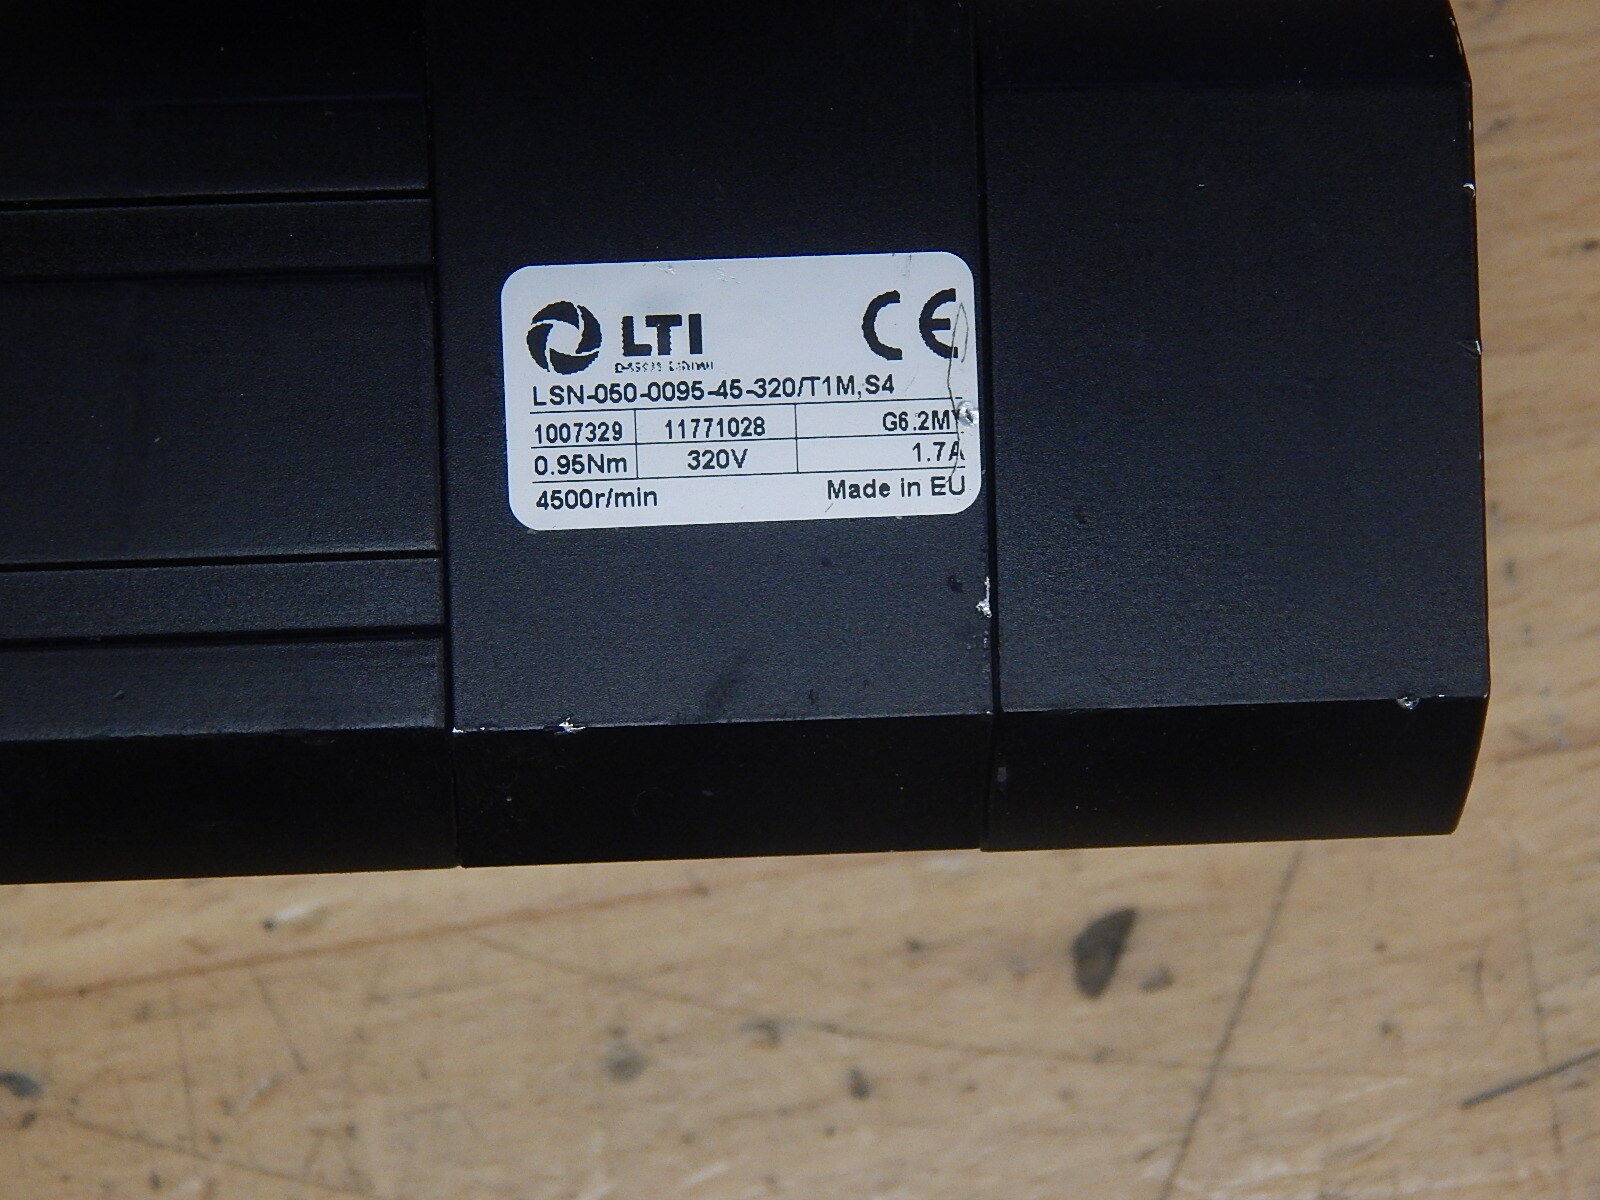 LTI
CE
LSN-050-0095-45-320/T1M,S4
1007329 11771028 G6.2MY
0.95Nm 320V 1.7A
4500r/min Made in EU